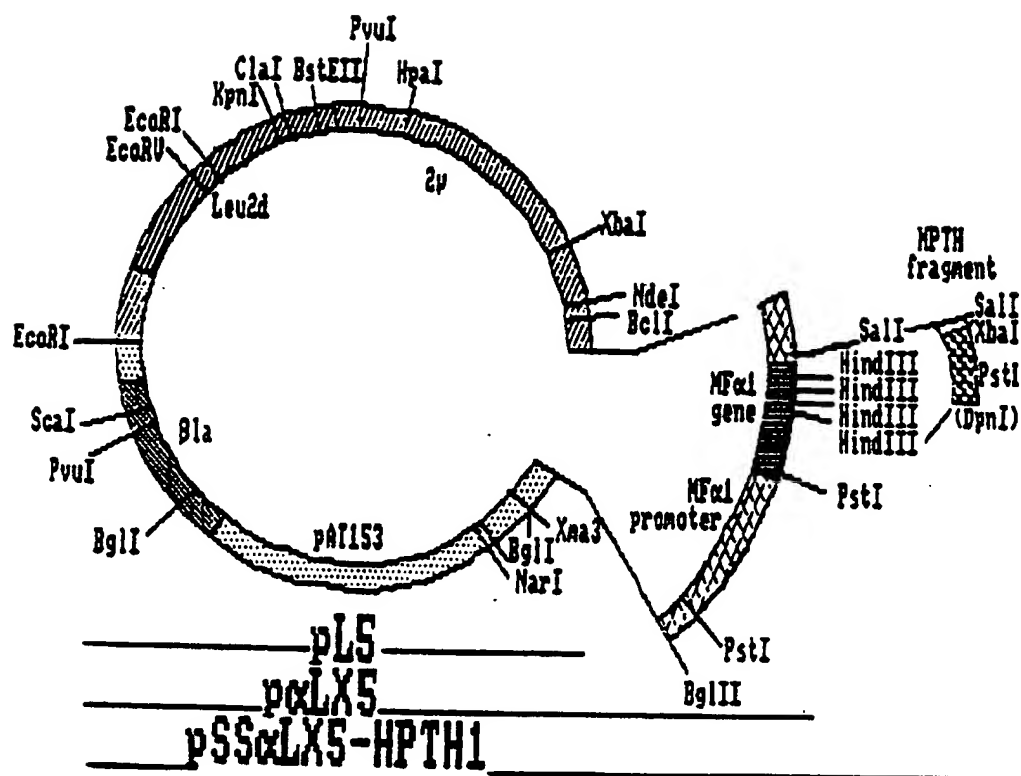 PvuI
ClaI BstEII HpaI
KpnI
EcoRI
EcoRV
Leu2d
2μ
XbaI
NdeI
BclI
HPTH
fragment
SalI
SalI
(XbaI
HindIII
HindIII
HindIII
HindIII
PstI
(DpnI)
MFα1
gene
PstI
MFα1
promoter
EcoRI
ScaI
PvuI
βla
BglI
pAT153
Xma3
BglI
NarI
PstI
BglII
pL5
pαLX5
pSSαLX5-HPTH1